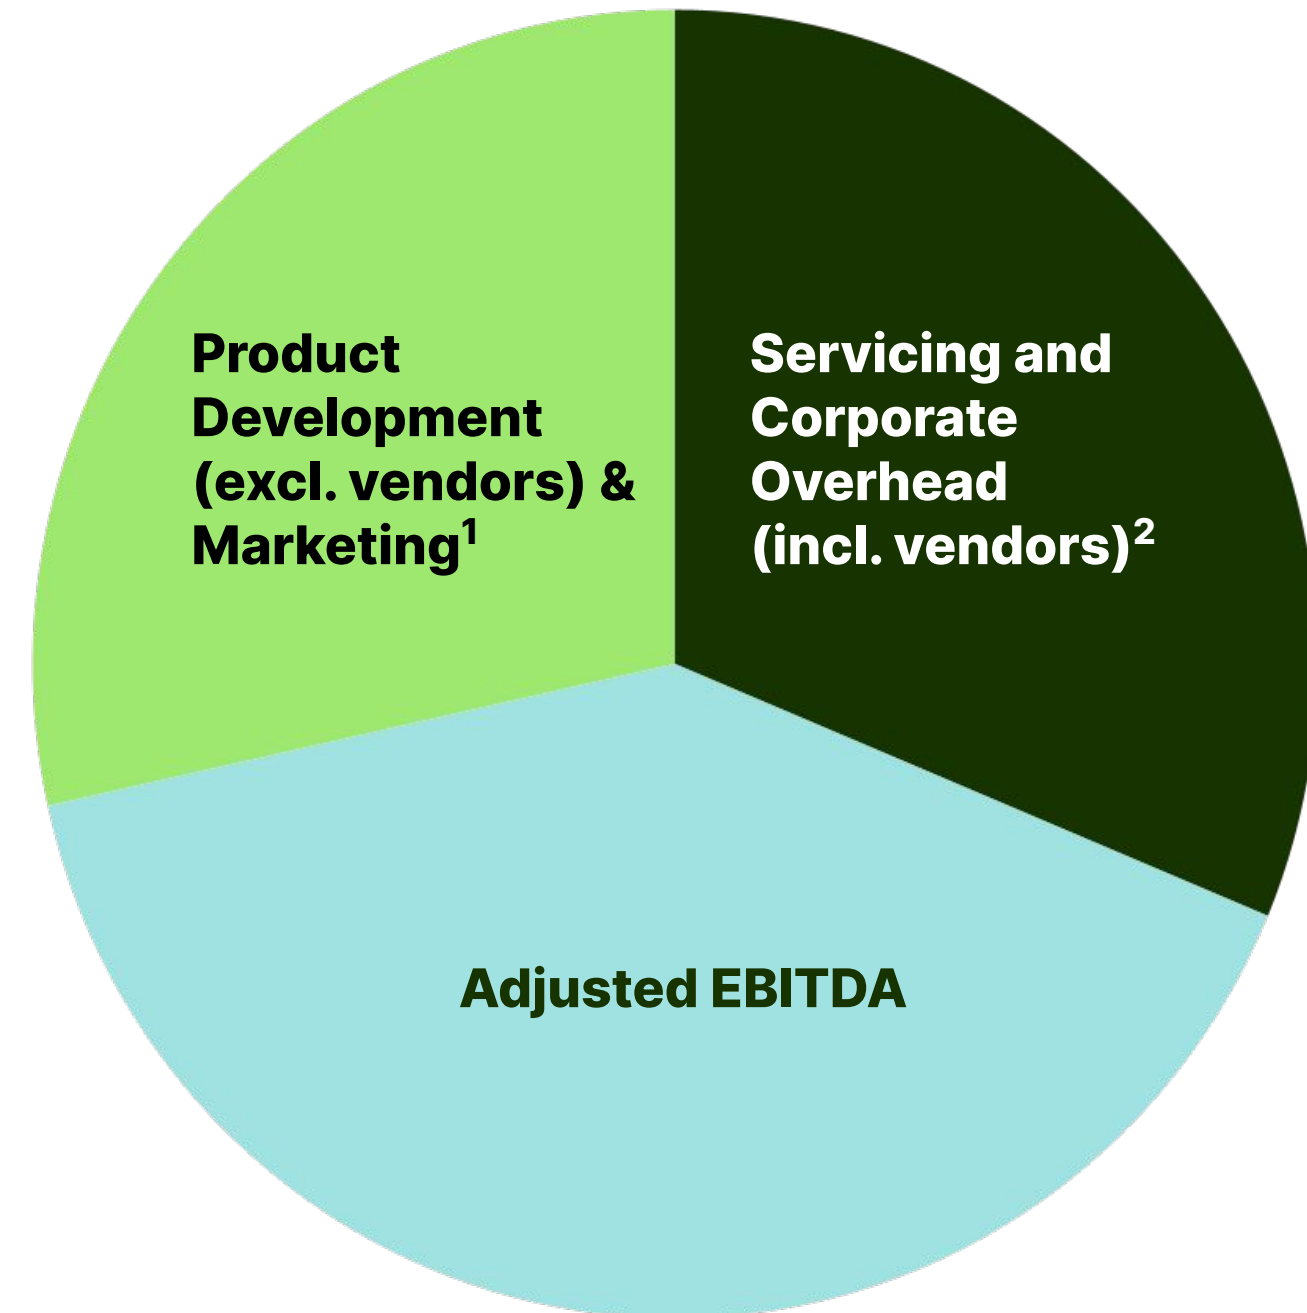 Product
Development
(excl. vendors) &
Marketing¹
Servicing and
Corporate
Overhead
(incl. vendors)²
Adjusted EBITDA